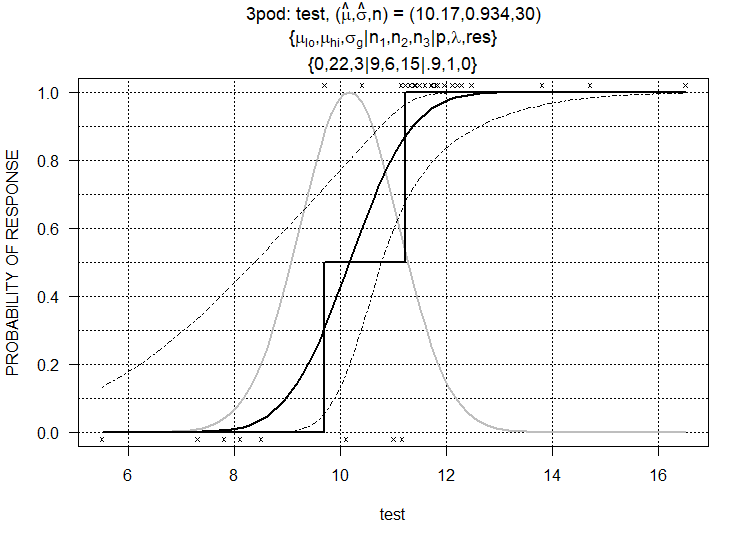 3pod: test, (μ̂,σ̂,n) = (10.17,0.934,30)
{μlo,μhi,σg|n1,n2,n3|p,λ,res}
{0,22,3|9,6,15|.9,1,0}
PROBABILITY OF RESPONSE
1.0
0.8
0.6
0.4
0.2
0.0
6 8 10 12 14 16
test